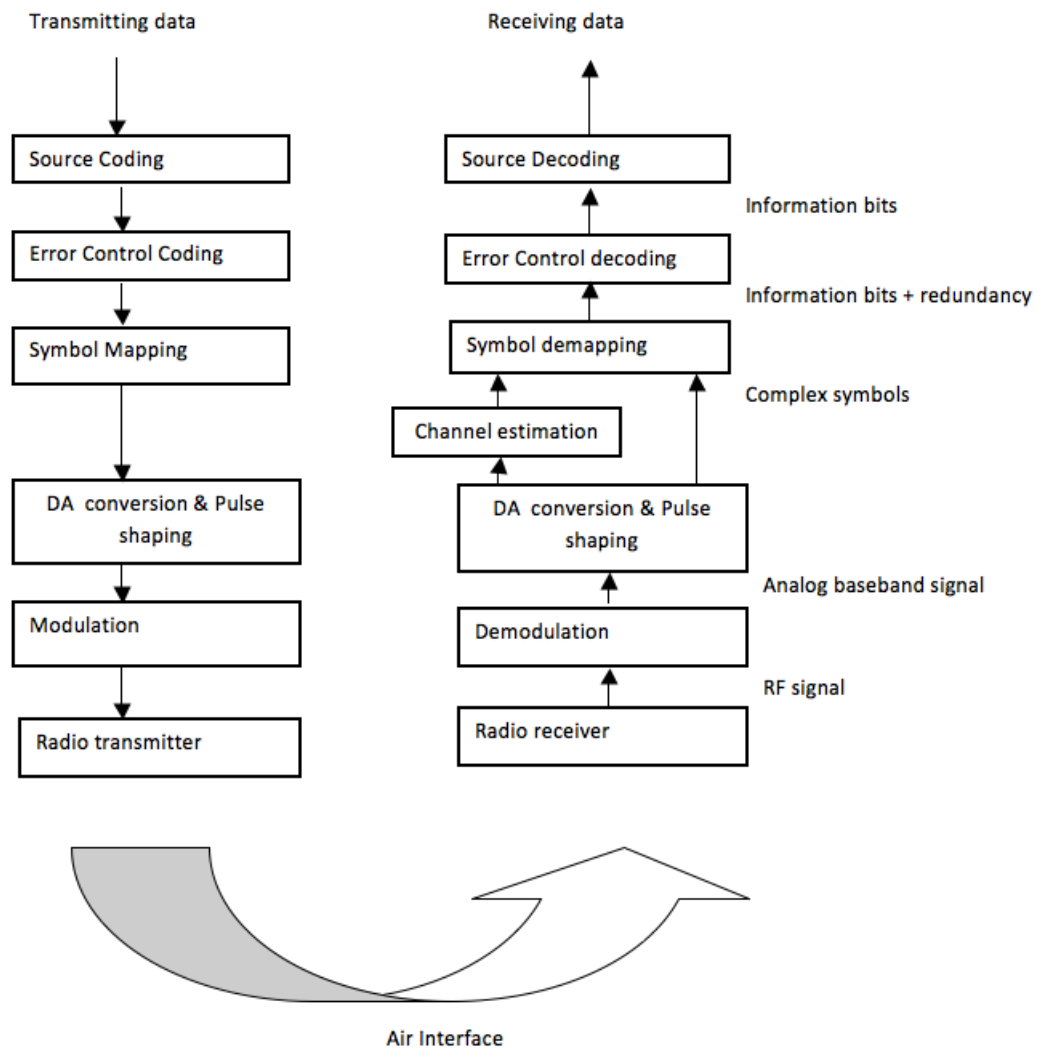 Transmitting data
Receiving data
Source Coding
Source Decoding
Information bits
Error Control Coding
Error Control decoding
Information bits + redundancy
Symbol Mapping
Symbol demapping
Complex symbols
Channel estimation
DA conversion & Pulse
shaping
DA conversion & Pulse
shaping
Analog baseband signal
Modulation
Demodulation
RF signal
Radio transmitter
Radio receiver
Air Interface